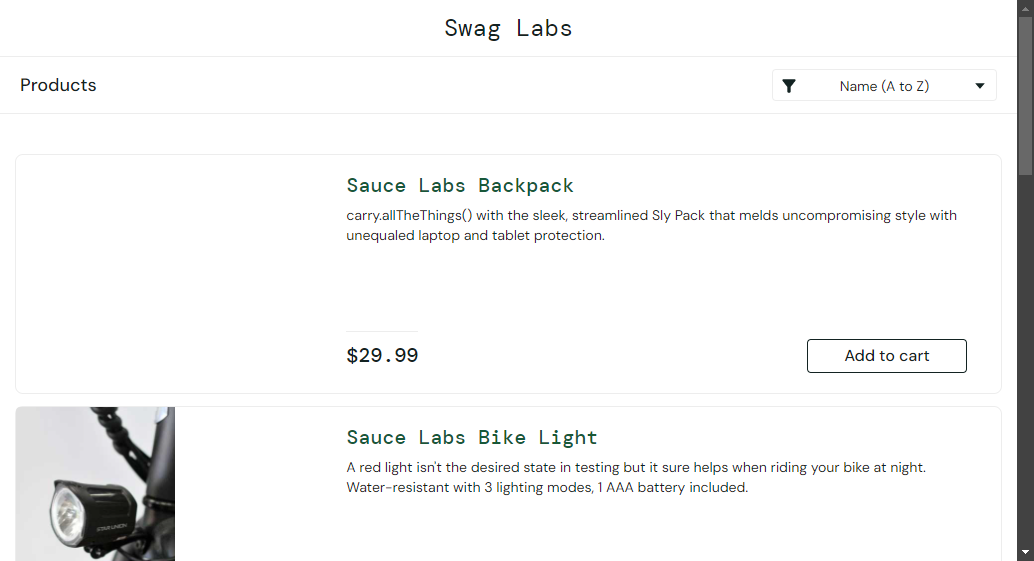 Swag Labs
Products
Name (A to Z)
Sauce Labs Backpack
carry.allTheThings() with the sleek, streamlined Sly Pack that melds uncompromising style with
unequaled laptop and tablet protection.
$29.99
Add to cart
Sauce Labs Bike Light
A red light isn't the desired state in testing but it sure helps when riding your bike at night.
Water-resistant with 3 lighting modes, 1 AAA battery included.